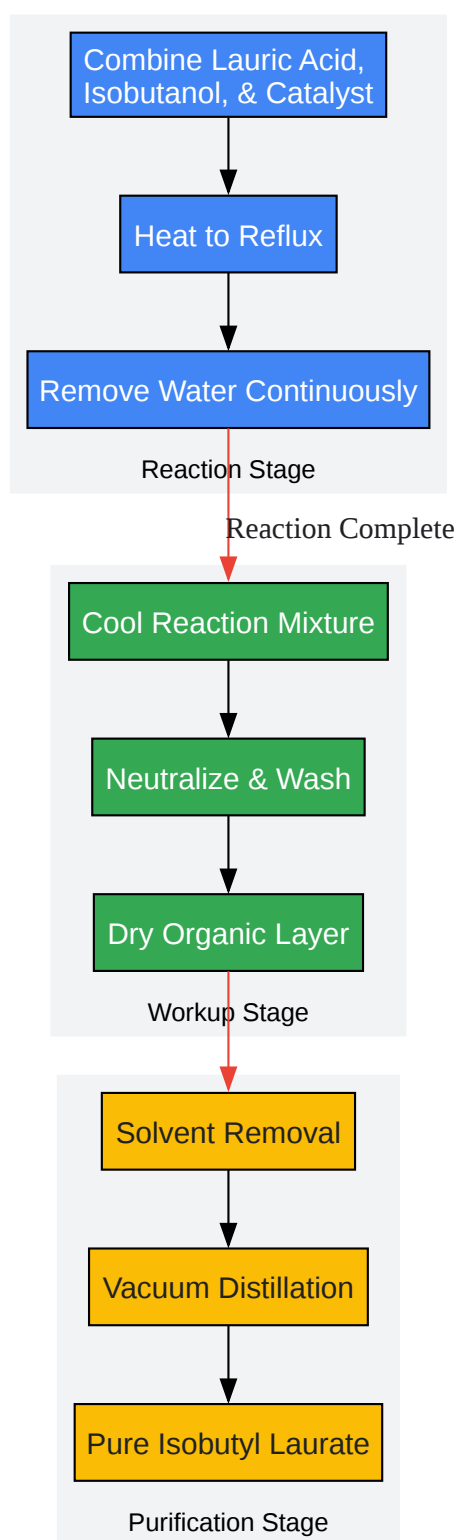 Combine Lauric Acid,
Isobutanol, & Catalyst
Heat to Reflux
Remove Water Continuously
Reaction Stage
Reaction Complete
Cool Reaction Mixture
Neutralize & Wash
Dry Organic Layer
Workup Stage
Solvent Removal
Vacuum Distillation
Pure Isobutyl Laurate
Purification Stage